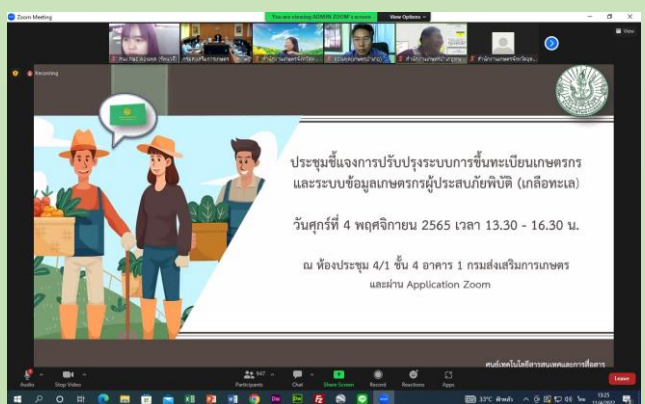 Zoom Meeting
You are viewing ADMIN ZOOM's screen
View Options
View
Recording
ประชุมชี้แจงการปรับปรุงระบบการขึ้นทะเบียนเกษตรกร
และระบบข้อมูลเกษตรกรผู้ประสบภัยพิบัติ (เกลือทะเล)
วันศุกร์ที่ 4 พฤศจิกายน 2565 เวลา 13.30 - 16.30 น.
ณ ห้องประชุม 4/1 ชั้น 4 อาคาร 1 กรมส่งเสริมการเกษตร
และผ่าน Application Zoom
ศูนย์เทคโนโลยีสารสนเทศและการสื่อสาร
Audio
Stop Video
Participants
Chat
Share Screen
Record
Reactions
Apps
Leave
33°C
13:25
11/4/2022